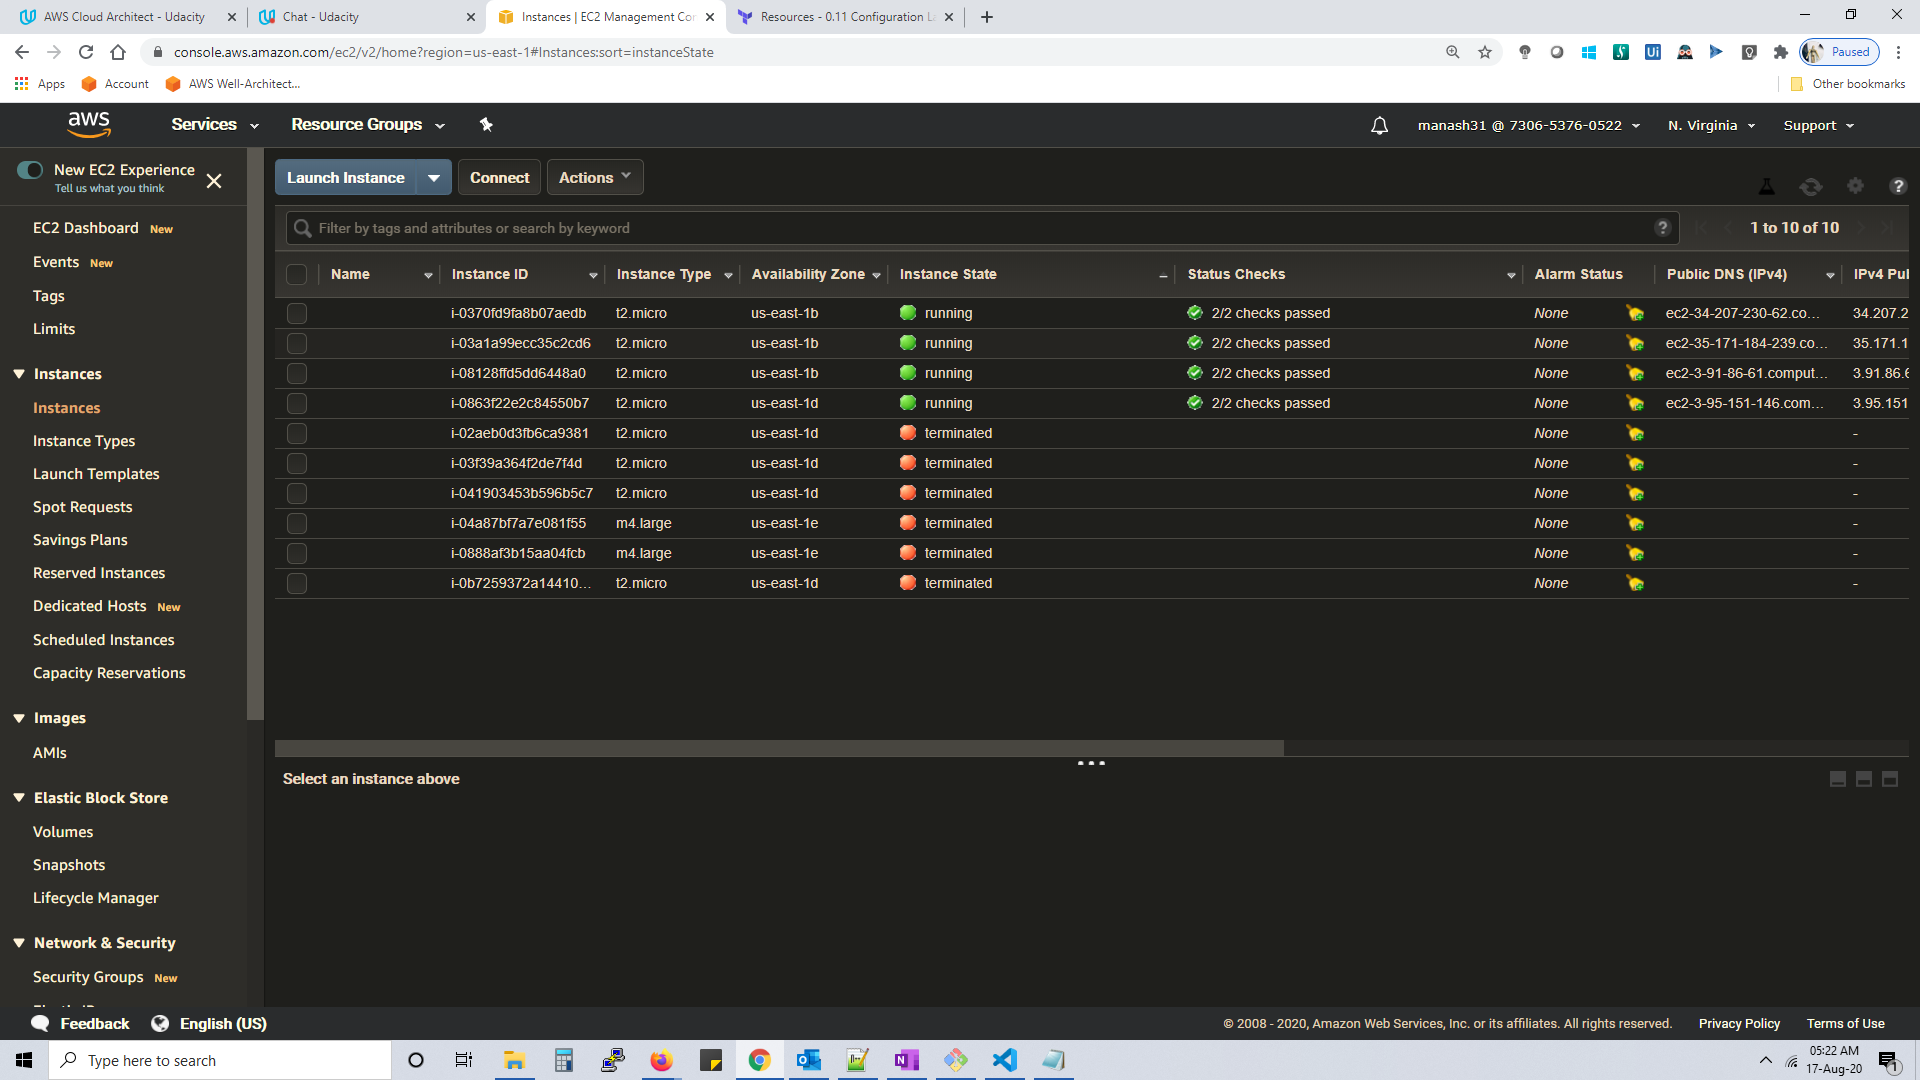 AWS Cloud Architect - Udacity
Chat - Udacity
Instances | EC2 Management Con
Resources - 0.11 Configuration La
console.aws.amazon.com/ec2/v2/home?region=us-east-1#Instances:sort=instanceState
Paused
Apps
Account
AWS Well-Architect...
Other bookmarks
aws
Services
Resource Groups
manash31 @ 7306-5376-0522
N. Virginia
Support
New EC2 Experience
Tell us what you think
EC2 Dashboard New
Events New
Tags
Limits
Instances
Instances
Instance Types
Launch Templates
Spot Requests
Savings Plans
Reserved Instances
Dedicated Hosts New
Scheduled Instances
Capacity Reservations
Images
AMIs
Elastic Block Store
Volumes
Snapshots
Lifecycle Manager
Network & Security
Security Groups New
Launch Instance
Connect
Actions
Filter by tags and attributes or search by keyword
1 to 10 of 10
Name Instance ID Instance Type Availability Zone Instance State Status Checks Alarm Status Public DNS (IPv4) IPv4 Pul
i-0370fd9fa8b07aedb t2.micro us-east-1b running 2/2 checks passed None ec2-34-207-230-62.co... 34.207.2
i-03a1a99ecc35c2cd6 t2.micro us-east-1b running 2/2 checks passed None ec2-35-171-184-239.co... 35.171.1
i-08128ffd5dd6448a0 t2.micro us-east-1b running 2/2 checks passed None ec2-3-91-86-61.comput... 3.91.86.6
i-0863f22e2c84550b7 t2.micro us-east-1d running 2/2 checks passed None ec2-3-95-151-146.com... 3.95.151
i-02aeb0d3fb6ca9381 t2.micro us-east-1d terminated None -
i-03f39a364f2de7f4d t2.micro us-east-1d terminated None -
i-041903453b596b5c7 t2.micro us-east-1d terminated None -
i-04a87bf7a7e081f55 m4.large us-east-1e terminated None -
i-0888af3b15aa04fcb m4.large us-east-1e terminated None -
i-0b7259372a14410... t2.micro us-east-1d terminated None -
Select an instance above
Feedback
English (US)
© 2008 - 2020, Amazon Web Services, Inc. or its affiliates. All rights reserved.
Privacy Policy
Terms of Use
Type here to search
05:22 AM
17-Aug-20
1